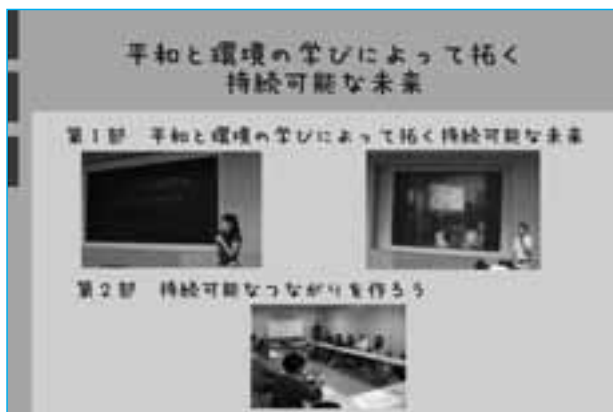 平和と環境の学びによって拓く
持続可能な未来
第1部 平和と環境の学びによって拓く持続可能な未来
第2部 持続可能なつながりを作ろう